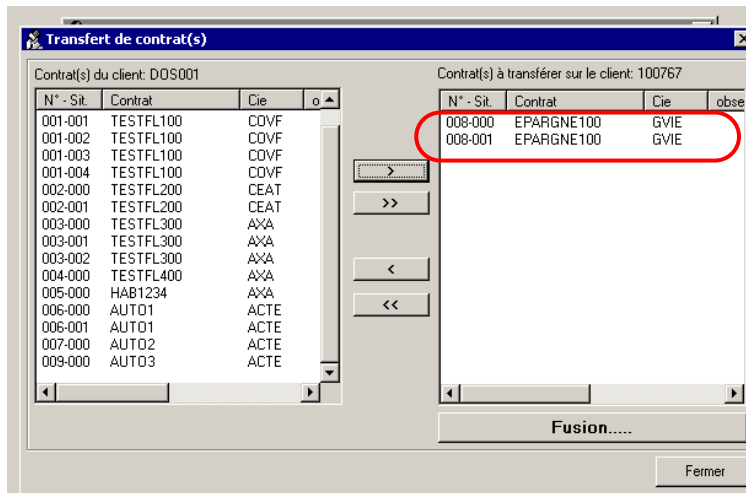 Transfert de contrat(s)
Contrat(s) du client: DOS001
N° - Sit. Contrat Cie o
001-001 TESTFL100 COVF
001-002 TESTFL100 COVF
001-003 TESTFL100 COVF
001-004 TESTFL100 COVF
002-000 TESTFL200 CEAT
002-001 TESTFL200 CEAT
003-000 TESTFL300 AXA
003-001 TESTFL300 AXA
003-002 TESTFL300 AXA
004-000 TESTFL400 AXA
005-000 HAB1234 AXA
006-000 AUTO1 ACTE
006-001 AUTO1 ACTE
007-000 AUTO2 ACTE
009-000 AUTO3 ACTE
>
>>
<
<<
Contrat(s) à transférer sur le client: 100767
N° - Sit. Contrat Cie obse
008-000 EPARGNE100 GVIE
008-001 EPARGNE100 GVIE
Fusion.....
Fermer